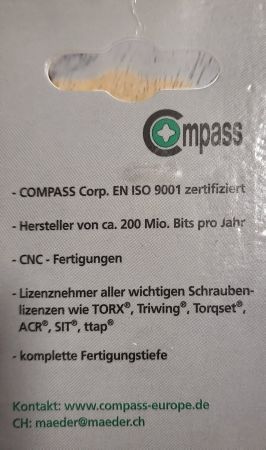 Compass
- COMPASS Corp. EN ISO 9001 zertifiziert
- Hersteller von ca. 200 Mio. Bits pro Jahr
- CNC - Fertigungen
- Lizenznehmer aller wichtigen Schrauben-
lizenzen wie TORX®, Triwing®, Torqset®,
ACR®, SIT®, ttap®
- komplette Fertigungstiefe
Kontakt: www.compass-europe.de
CH: maeder@maeder.ch